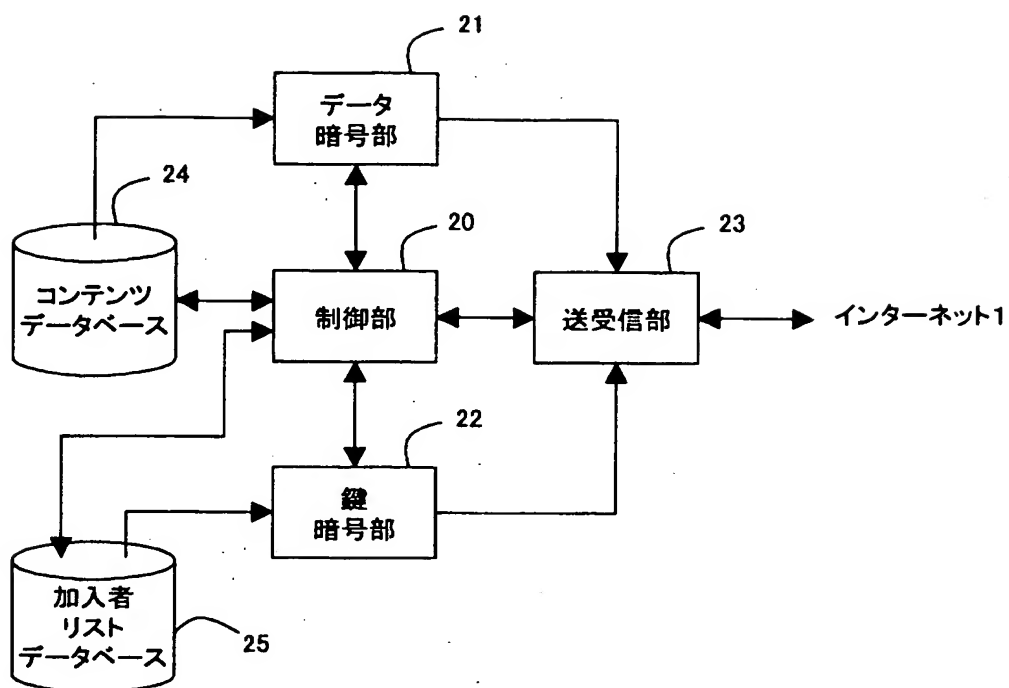 21
データ
暗号部
24
コンテンツ
データベース
20
制御部
23
送受信部
インターネット1
22
鍵
暗号部
加入者
リスト
データベース
25